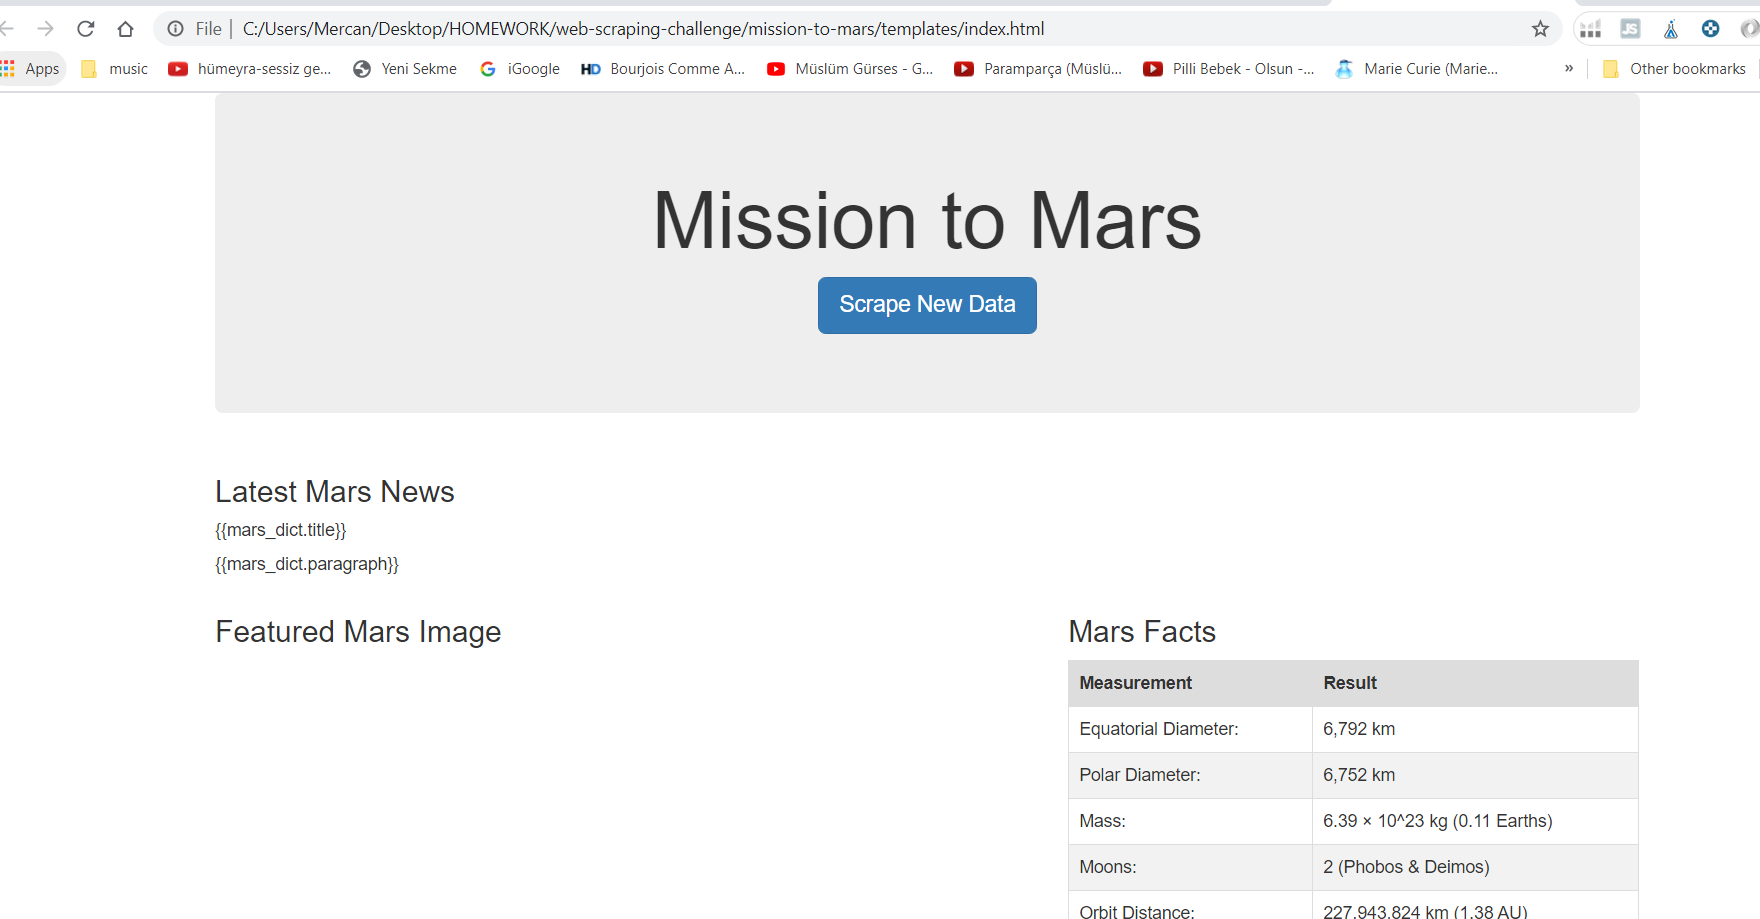 File | C:/Users/Mercan/Desktop/HOMEWORK/web-scraping-challenge/mission-to-mars/templates/index.html
JS
Apps music hümeyra-sessiz ge... Yeni Sekme G iGoogle HD Bourjois Comme A... Müslüm Gürses - G... Paramparça (Müslü... Pilli Bebek - Olsun -... Marie Curie (Marie... » Other bookmarks
Mission to Mars
Scrape New Data
Latest Mars News
{{mars_dict.title}}
{{mars_dict.paragraph}}
Featured Mars Image
Mars Facts
Measurement Result
Equatorial Diameter: 6,792 km
Polar Diameter: 6,752 km
Mass: 6.39 × 10^23 kg (0.11 Earths)
Moons: 2 (Phobos & Deimos)
Orbit Distance: 227,943,824 km (1.38 AU)